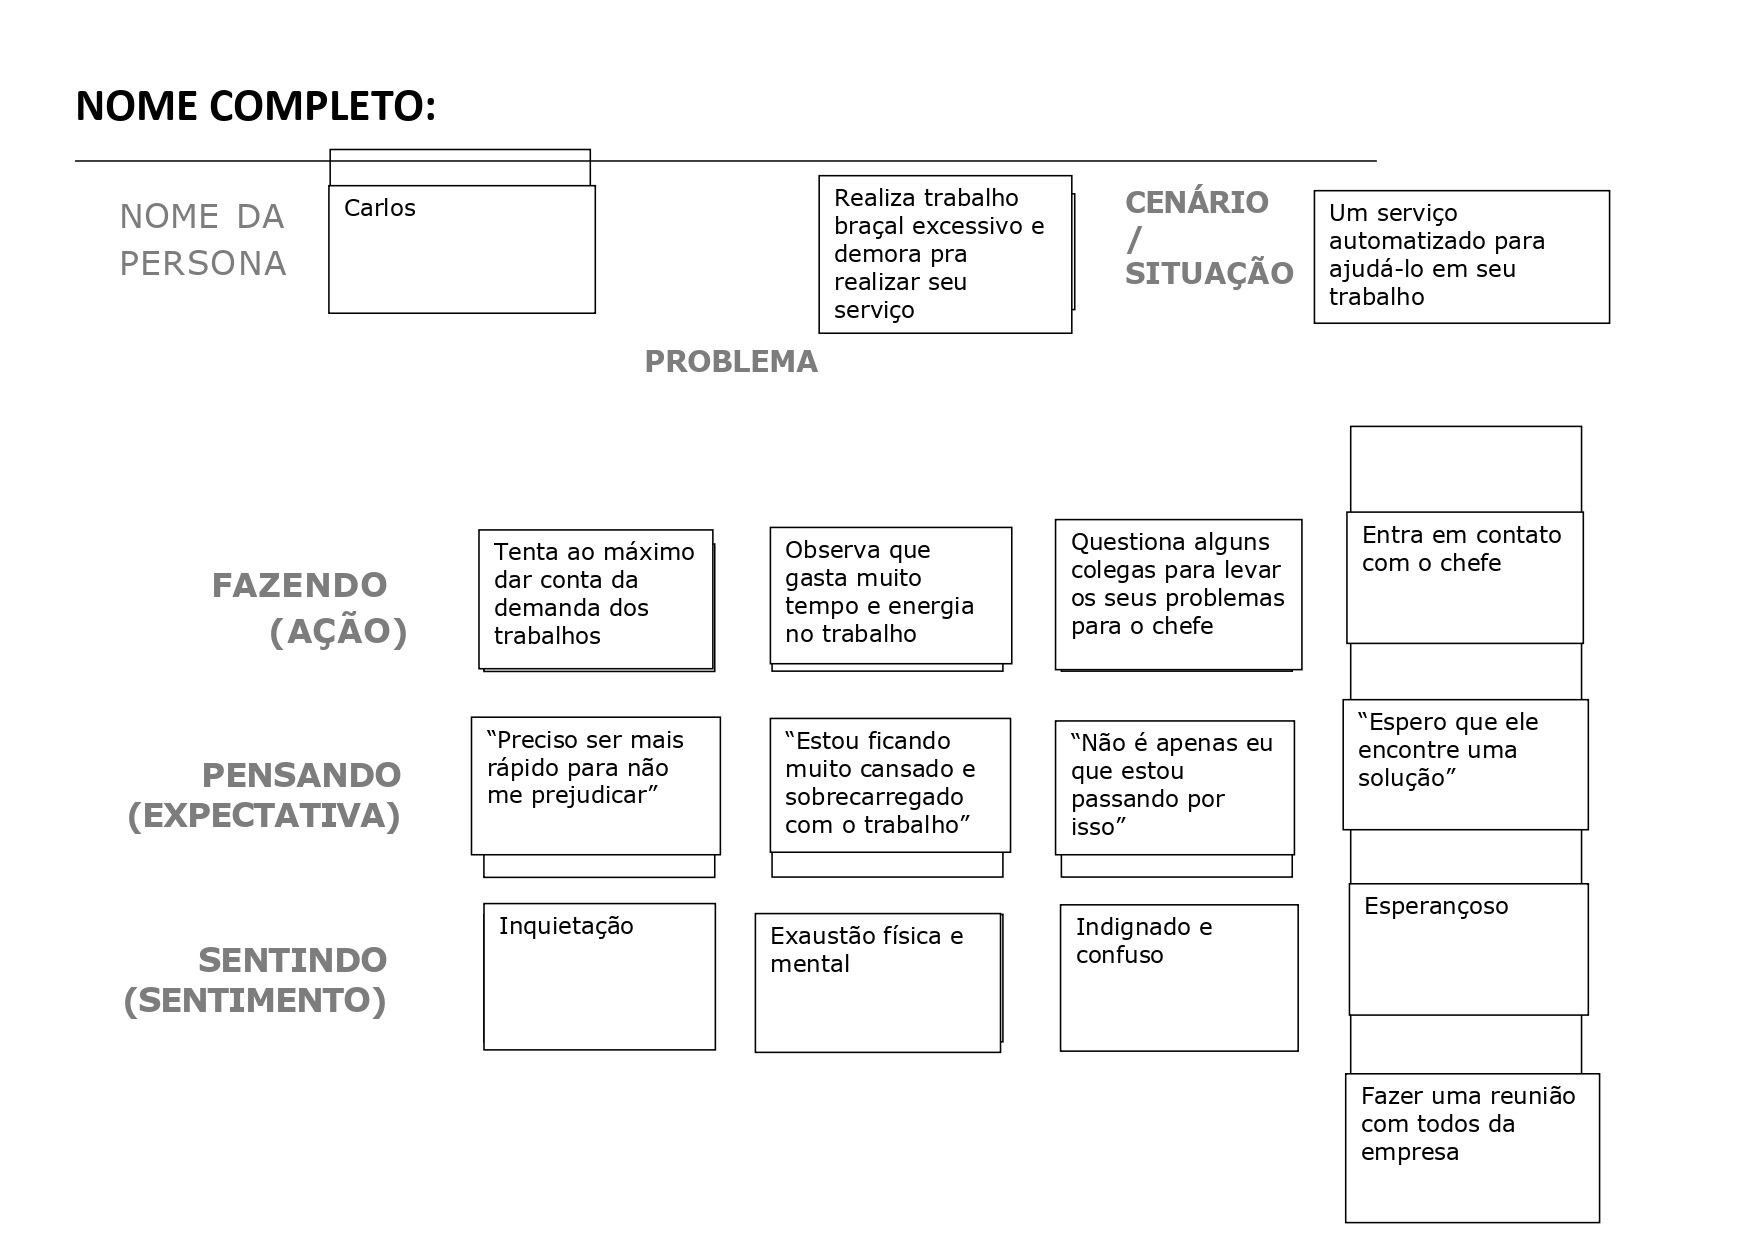 NOME COMPLETO:
NOME DA
PERSONA
Carlos
PROBLEMA
Realiza trabalho
braçal excessivo e
demora pra
realizar seu
serviço
CENÁRIO
/
SITUAÇÃO
Um serviço
automatizado para
ajudá-lo em seu
trabalho
FAZENDO
(AÇÃO)
Tenta ao máximo
dar conta da
demanda dos
trabalhos
Observa que
gasta muito
tempo e energia
no trabalho
Questiona alguns
colegas para levar
os seus problemas
para o chefe
Entra em contato
com o chefe
PENSANDO
(EXPECTATIVA)
“Preciso ser mais
rápido para não
me prejudicar”
“Estou ficando
muito cansado e
sobrecarregado
com o trabalho”
“Não é apenas eu
que estou
passando por
isso”
“Espero que ele
encontre uma
solução”
SENTINDO
(SENTIMENTO)
Inquietação
Exaustão física e
mental
Indignado e
confuso
Esperançoso
Fazer uma reunião
com todos da
empresa